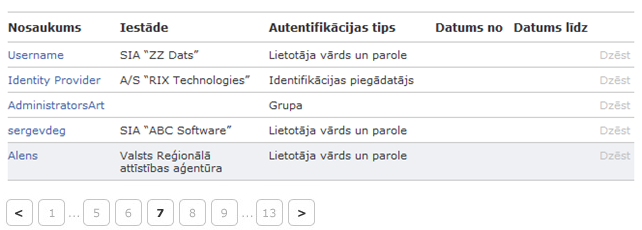 Nosaukums Iestāde Autentifikācijas tips Datums no Datums līdz
Username SIA “ZZ Dats” Lietotāja vārds un parole Dzēst
Identity Provider A/S “RIX Technologies” Identifikācijas piegādatājs Dzēst
AdministratorsArt Grupa Dzēst
sergevdeg SIA “ABC Software” Lietotāja vārds un parole Dzēst
Alens Valsts Reģionālā Lietotāja vārds un parole Dzēst
attīstības aģentūra
< 1 ... 5 6 7 8 9 ... 13 >